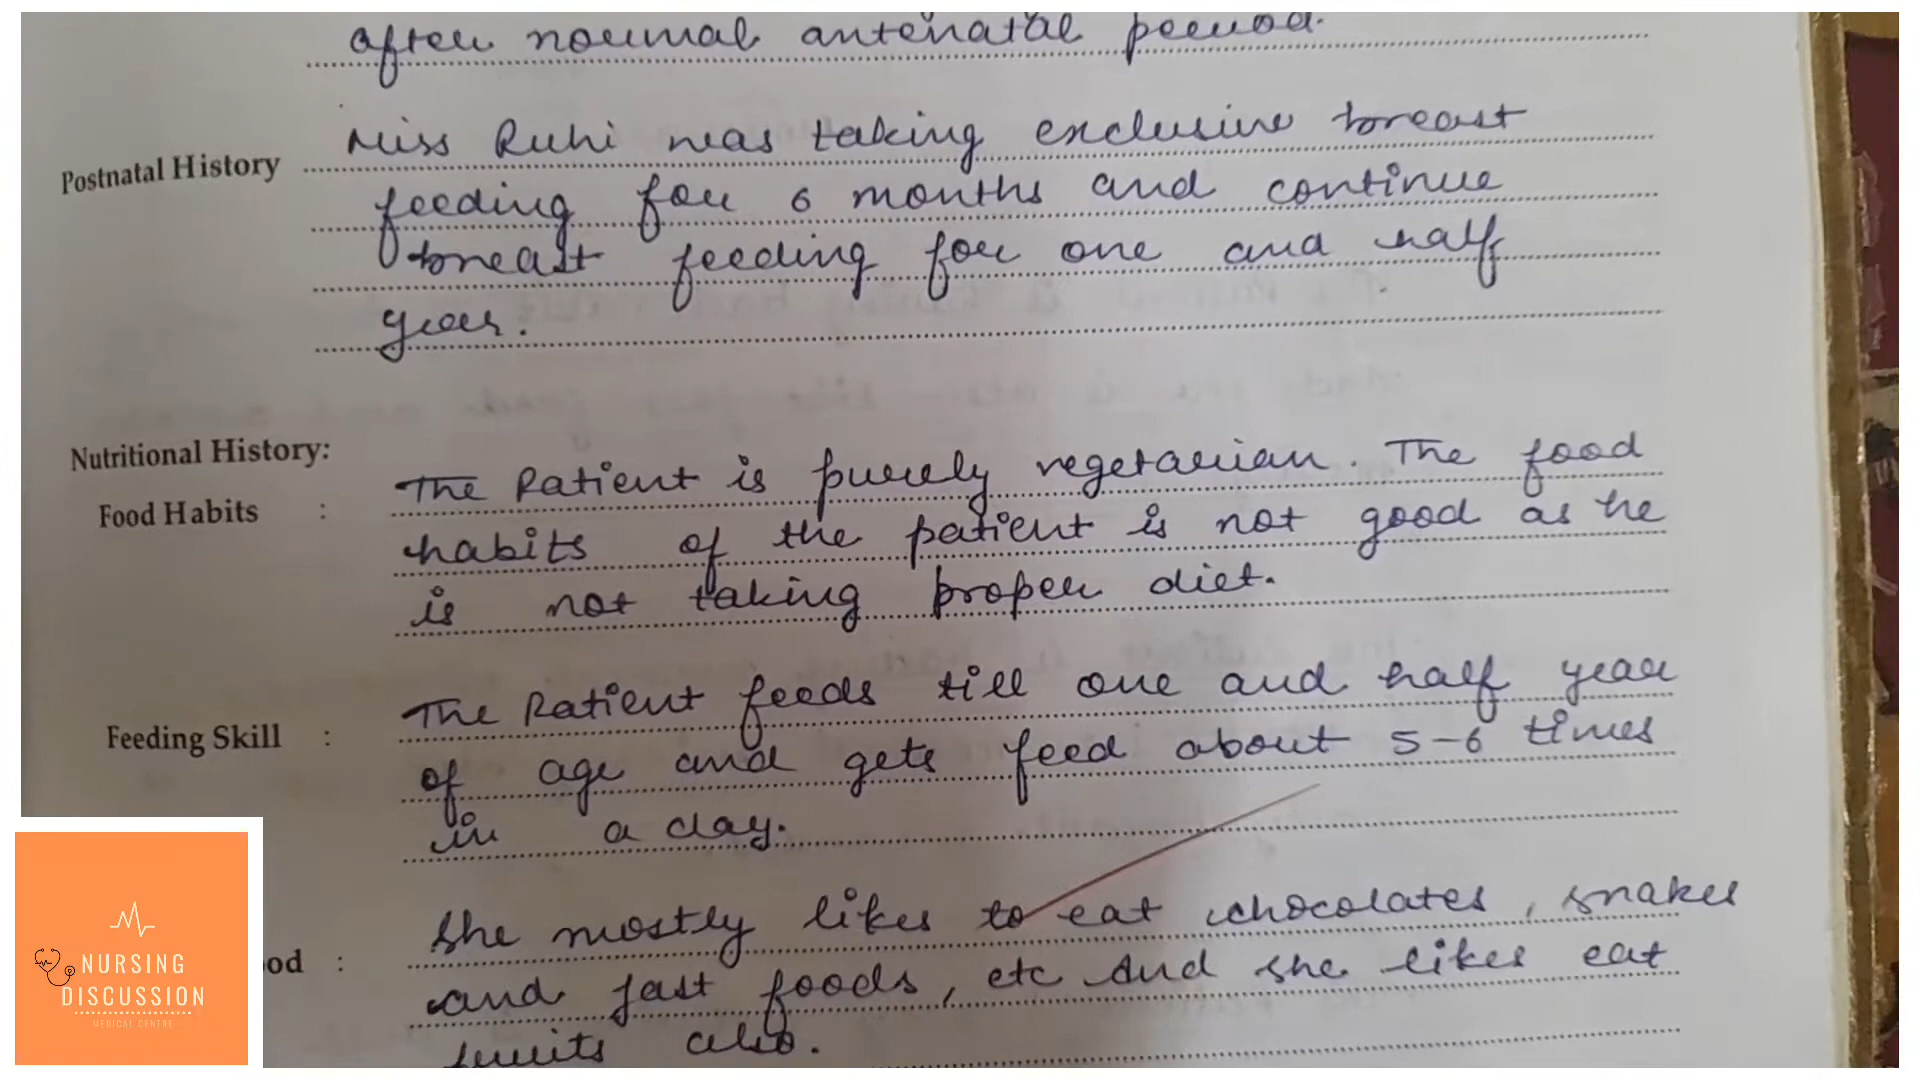 after normal antenatal period.
Postnatal History Miss Ruhi was taking exclusive breast
feeding for 6 months and continue
breast feeding for one and half
year.
Nutritional History:
Food Habits : The Patient is purely vegetarian. The food
habits of the patient is not good as he
is not taking proper diet.
Feeding Skill : The Patient feeds till one and half year
of age and gets feed about 5-6 times
in a day.
od : She mostly likes to eat chocolates, snakes
and fast foods, etc And she likes eat
fruits also.
NURSING
DISCUSSION
MEDICAL CENTRE